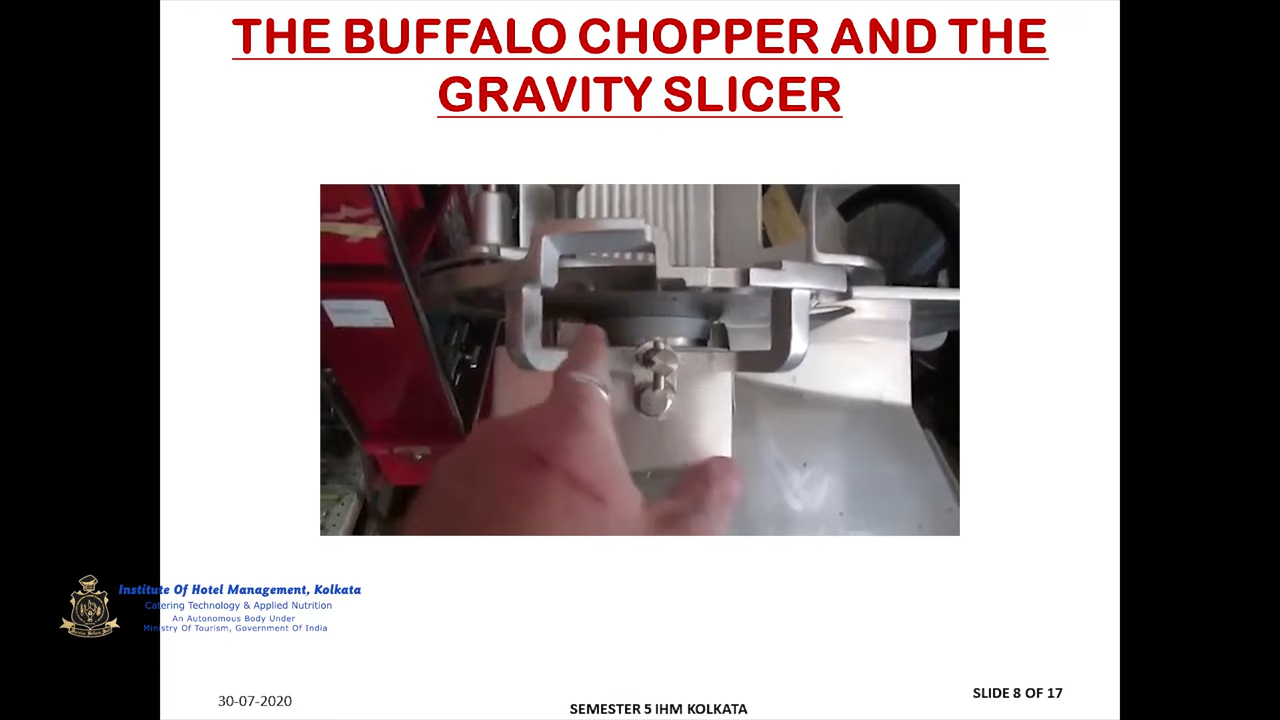 THE BUFFALO CHOPPER AND THE
GRAVITY SLICER
Institute Of Hotel Management, Kolkata
Catering Technology & Applied Nutrition
An Autonomous Body Under
Ministry Of Tourism, Government Of India
30-07-2020
SEMESTER 5 IHM KOLKATA
SLIDE 8 OF 17